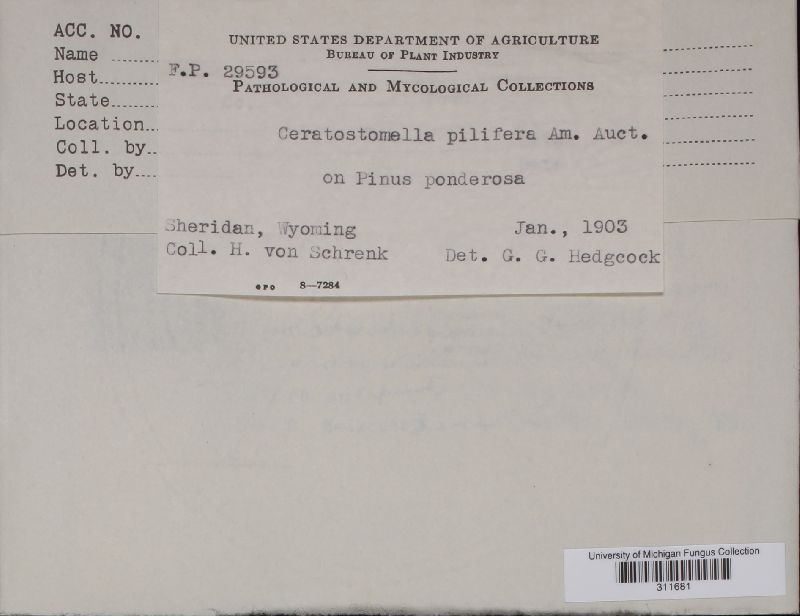 ACC. NO.
Name
Host
State
Location
Coll. by
Det. by
UNITED STATES DEPARTMENT OF AGRICULTURE
BUREAU OF PLANT INDUSTRY
F.P. 29593
PATHOLOGICAL AND MYCOLOGICAL COLLECTIONS
Ceratostomella pilifera Am. Auct.
on Pinus ponderosa
Sheridan, Wyoming Jan., 1903
Coll. H. von Schrenk Det. G. G. Hedgcock
GPO 8—7284
University of Michigan Fungus Collection
311661